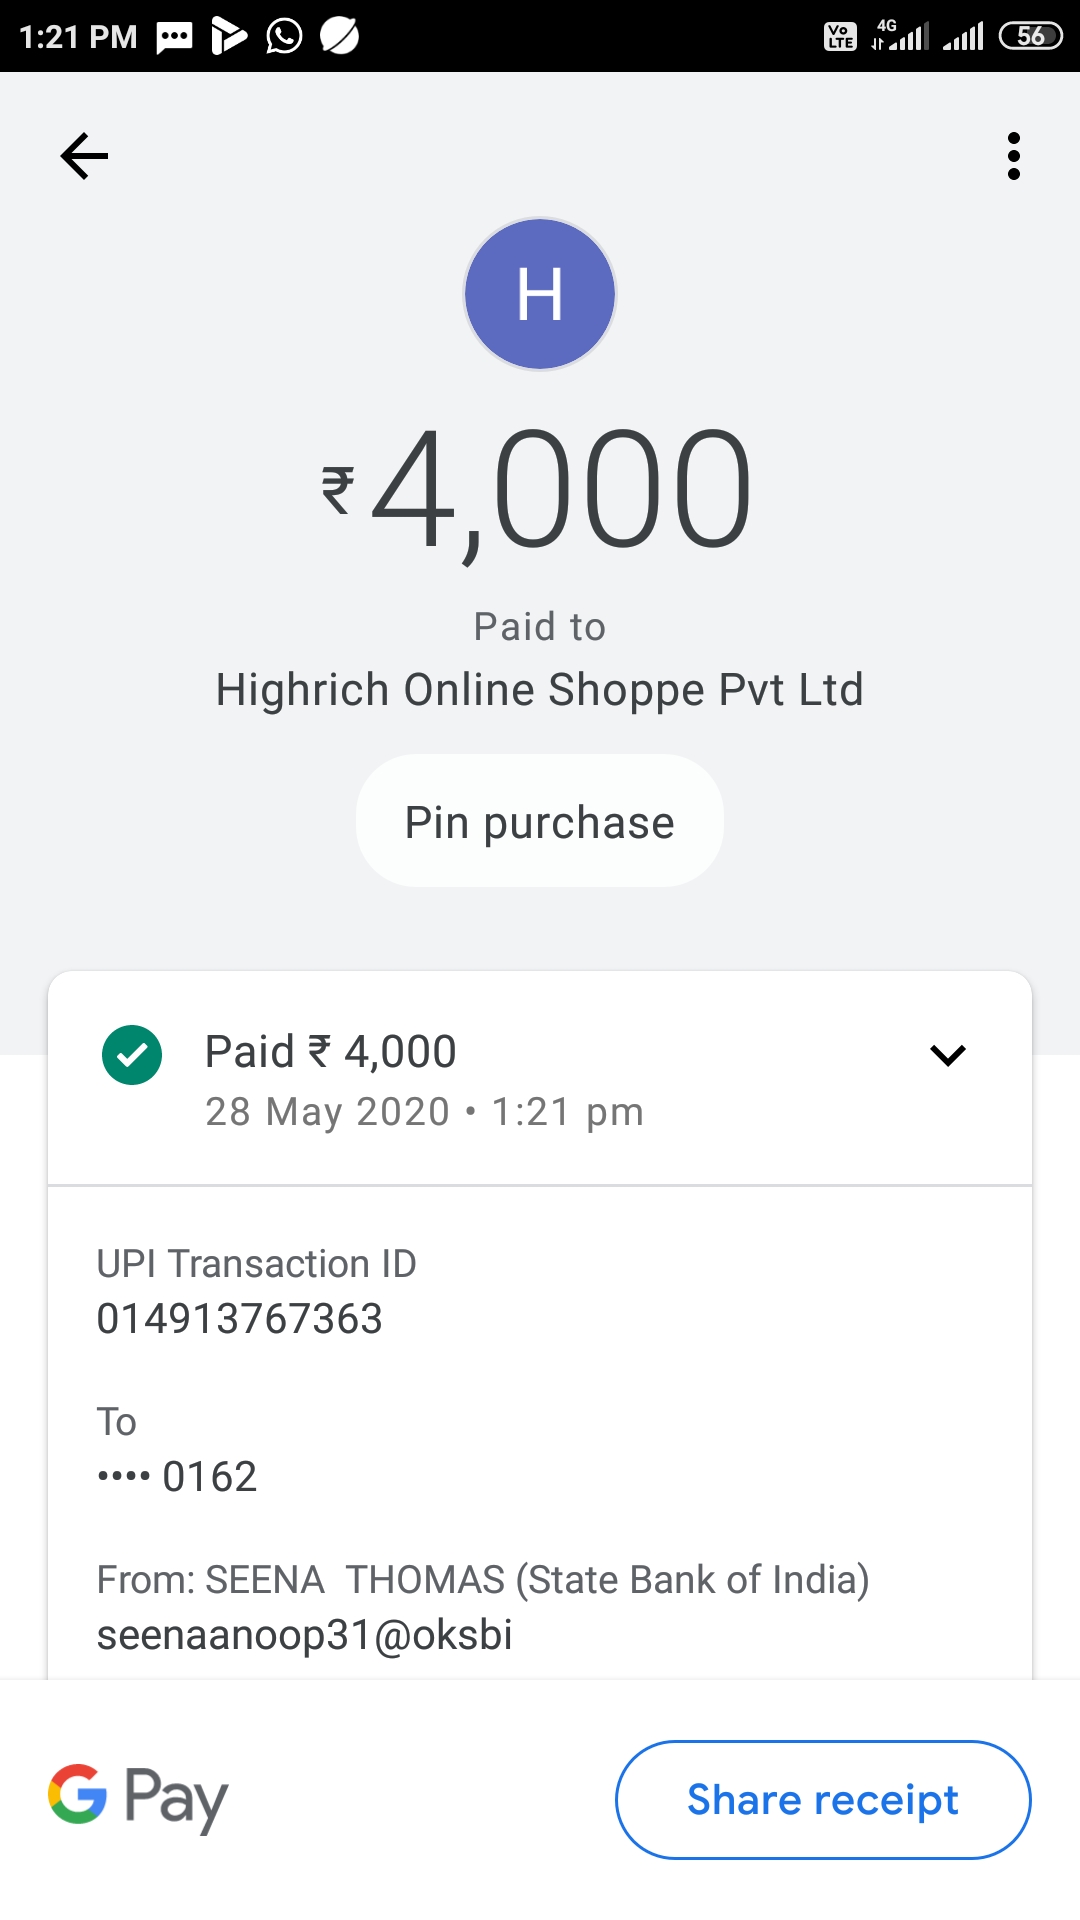 1:21 PM
Vo LTE 4G 56
H
₹4,000
Paid to
Highrich Online Shoppe Pvt Ltd
Pin purchase
Paid ₹ 4,000
28 May 2020 • 1:21 pm
UPI Transaction ID
014913767363
To
•••• 0162
From: SEENA  THOMAS (State Bank of India)
seenaanoop31@oksbi
G Pay
Share receipt